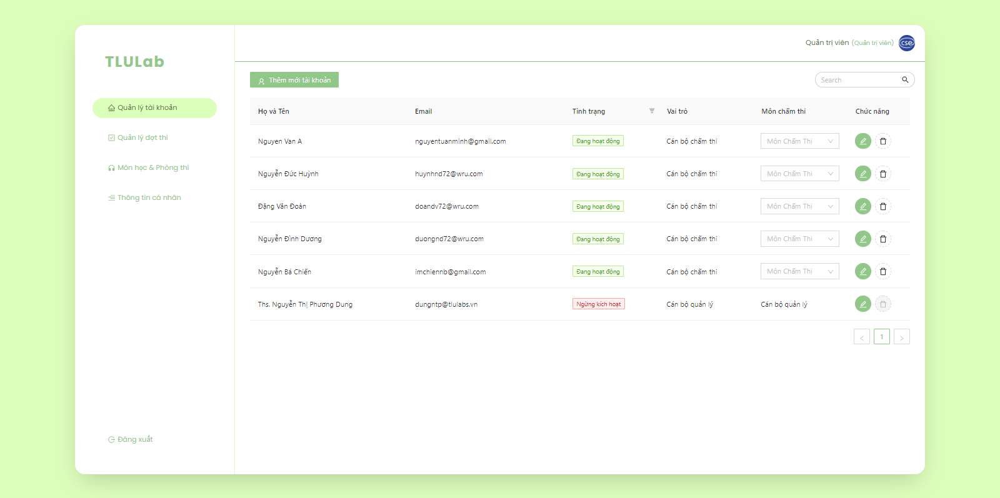 TLULab
Quản trị viên (Quản trị viên)
cse
Quản lý tài khoản
Quản lý đợt thi
Môn học & Phòng thi
Thông tin cá nhân
Đăng xuất
Thêm mới tài khoản
Search
Họ và Tên Email Tình trạng Vai trò Môn chấm thi Chức năng
Nguyen Van A nguyentuanminh@gmail.com Đang hoạt động Cán bộ chấm thi Môn Chấm Thi
Nguyễn Đức Huỳnh huynhnd72@wru.com Đang hoạt động Cán bộ chấm thi Môn Chấm Thi
Đặng Văn Đoàn doandv72@wru.com Đang hoạt động Cán bộ chấm thi Môn Chấm Thi
Nguyễn Đình Dương duongnd72@wru.com Đang hoạt động Cán bộ chấm thi Môn Chấm Thi
Nguyễn Bá Chiến imchiennb@gmail.com Đang hoạt động Cán bộ chấm thi Môn Chấm Thi
Ths. Nguyễn Thị Phương Dung dungntp@tlulabs.vn Ngừng kích hoạt Cán bộ quản lý Cán bộ quản lý
< 1 >